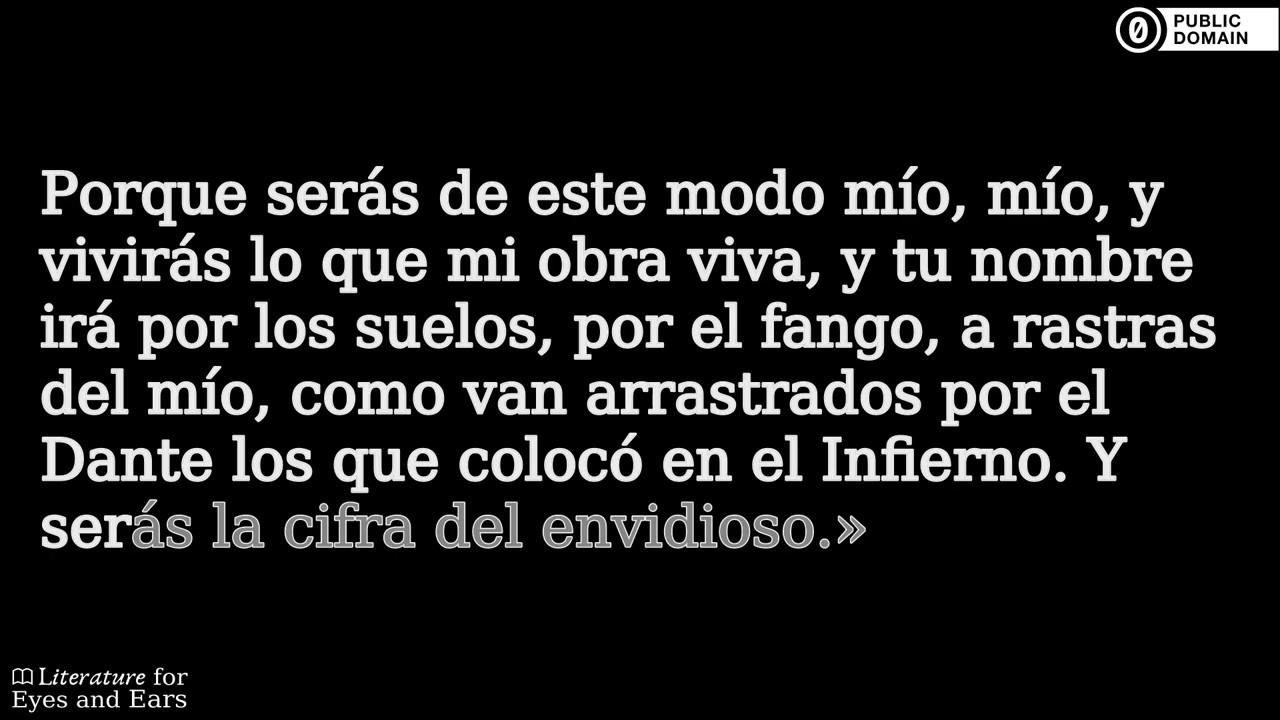 PUBLIC
DOMAIN
Porque serás de este modo mío, mío, y
vivirás lo que mi obra viva, y tu nombre
irá por los suelos, por el fango, a rastras
del mío, como van arrastrados por el
Dante los que colocó en el Infierno. Y
serás la cifra del envidioso.»
Literature for
Eyes and Ears